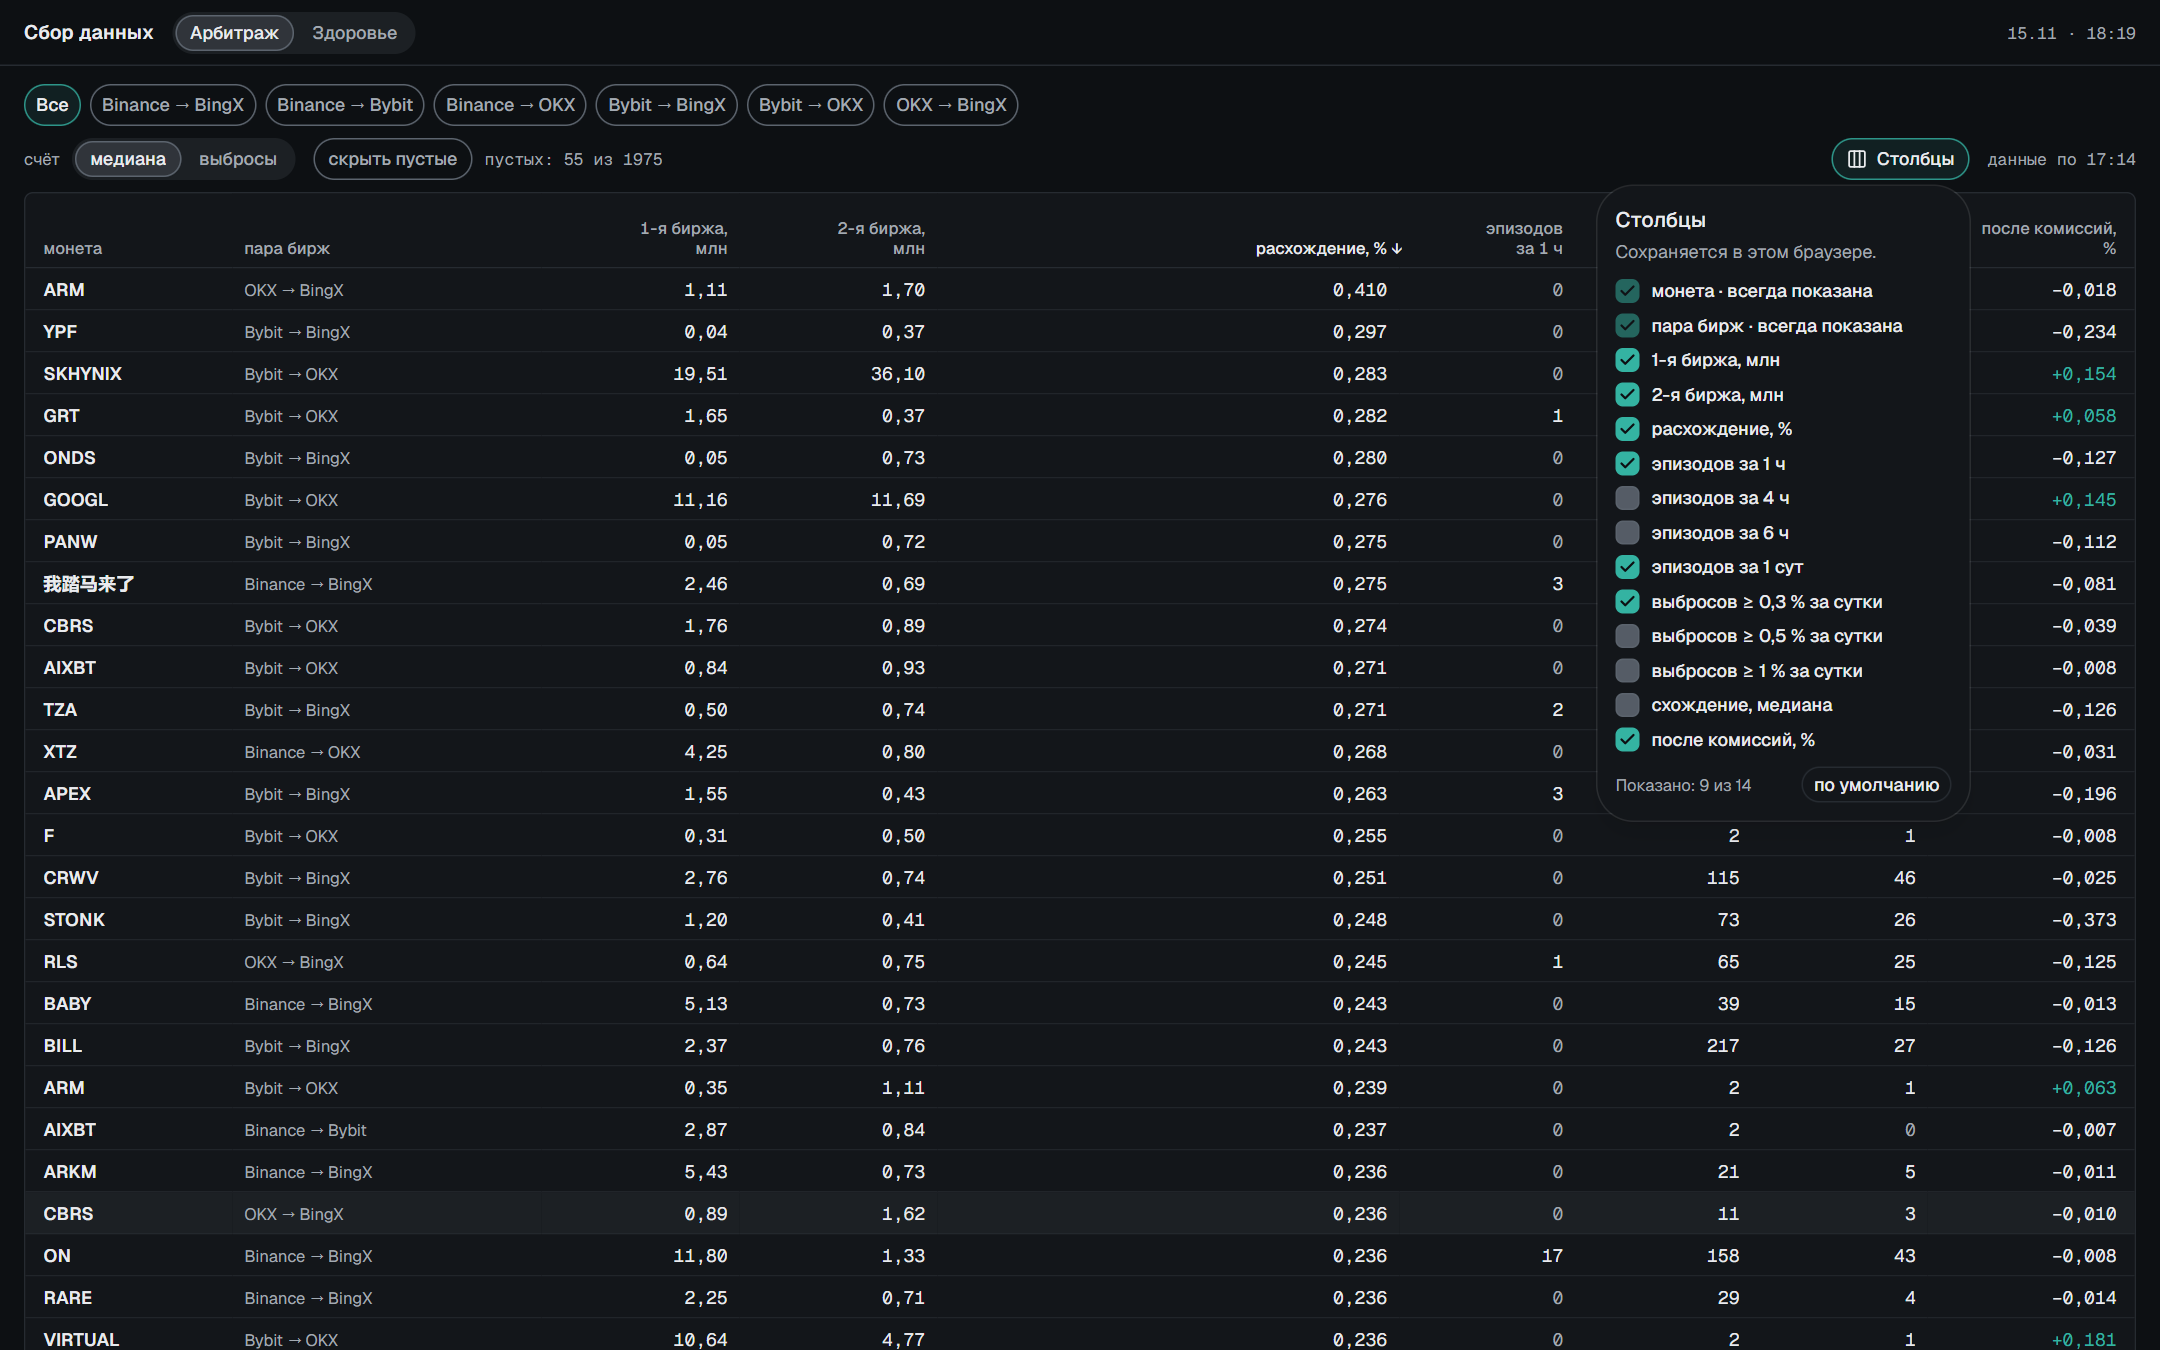 Сбор данных Арбитраж Здоровье 15.11 · 18:19
Все Binance → BingX Binance → Bybit Binance → OKX Bybit → BingX Bybit → OKX OKX → BingX
счёт медиана выбросы скрыть пустые пустых: 55 из 1975 Столбцы данные по 17:14
монета пара бирж 1-я биржа, млн 2-я биржа, млн расхождение, % ↓ эпизодов за 1 ч после комиссий, %
ARM OKX → BingX 1,11 1,70 0,410 0 −0,018
YPF Bybit → BingX 0,04 0,37 0,297 0 −0,234
SKHYNIX Bybit → OKX 19,51 36,10 0,283 0 +0,154
GRT Bybit → OKX 1,65 0,37 0,282 1 +0,058
ONDS Bybit → BingX 0,05 0,73 0,280 0 −0,127
GOOGL Bybit → OKX 11,16 11,69 0,276 0 +0,145
PANW Bybit → BingX 0,05 0,72 0,275 0 −0,112
我踏马来了 Binance → BingX 2,46 0,69 0,275 3 −0,081
CBRS Bybit → OKX 1,76 0,89 0,274 0 −0,039
AIXBT Bybit → OKX 0,84 0,93 0,271 0 −0,008
TZA Bybit → BingX 0,50 0,74 0,271 2 −0,126
XTZ Binance → OKX 4,25 0,80 0,268 0 −0,031
APEX Bybit → BingX 1,55 0,43 0,263 3 −0,196
F Bybit → OKX 0,31 0,50 0,255 0 2 1 −0,008
CRWV Bybit → BingX 2,76 0,74 0,251 0 115 46 −0,025
STONK Bybit → BingX 1,20 0,41 0,248 0 73 26 −0,373
RLS OKX → BingX 0,64 0,75 0,245 1 65 25 −0,125
BABY Binance → BingX 5,13 0,73 0,243 0 39 15 −0,013
BILL Bybit → BingX 2,37 0,76 0,243 0 217 27 −0,126
ARM Bybit → OKX 0,35 1,11 0,239 0 2 1 +0,063
AIXBT Binance → Bybit 2,87 0,84 0,237 0 2 0 −0,007
ARKM Binance → BingX 5,43 0,73 0,236 0 21 5 −0,011
CBRS OKX → BingX 0,89 1,62 0,236 0 11 3 −0,010
ON Binance → BingX 11,80 1,33 0,236 17 158 43 −0,008
RARE Binance → BingX 2,25 0,71 0,236 0 29 4 −0,014
VIRTUAL Bybit → OKX 10,64 4,77 0,236 0 2 1 +0,181
Столбцы
Сохраняется в этом браузере.
монета · всегда показана
пара бирж · всегда показана
1-я биржа, млн
2-я биржа, млн
расхождение, %
эпизодов за 1 ч
эпизодов за 4 ч
эпизодов за 6 ч
эпизодов за 1 сут
выбросов ≥ 0,3 % за сутки
выбросов ≥ 0,5 % за сутки
выбросов ≥ 1 % за сутки
схождение, медиана
после комиссий, %
Показано: 9 из 14 по умолчанию